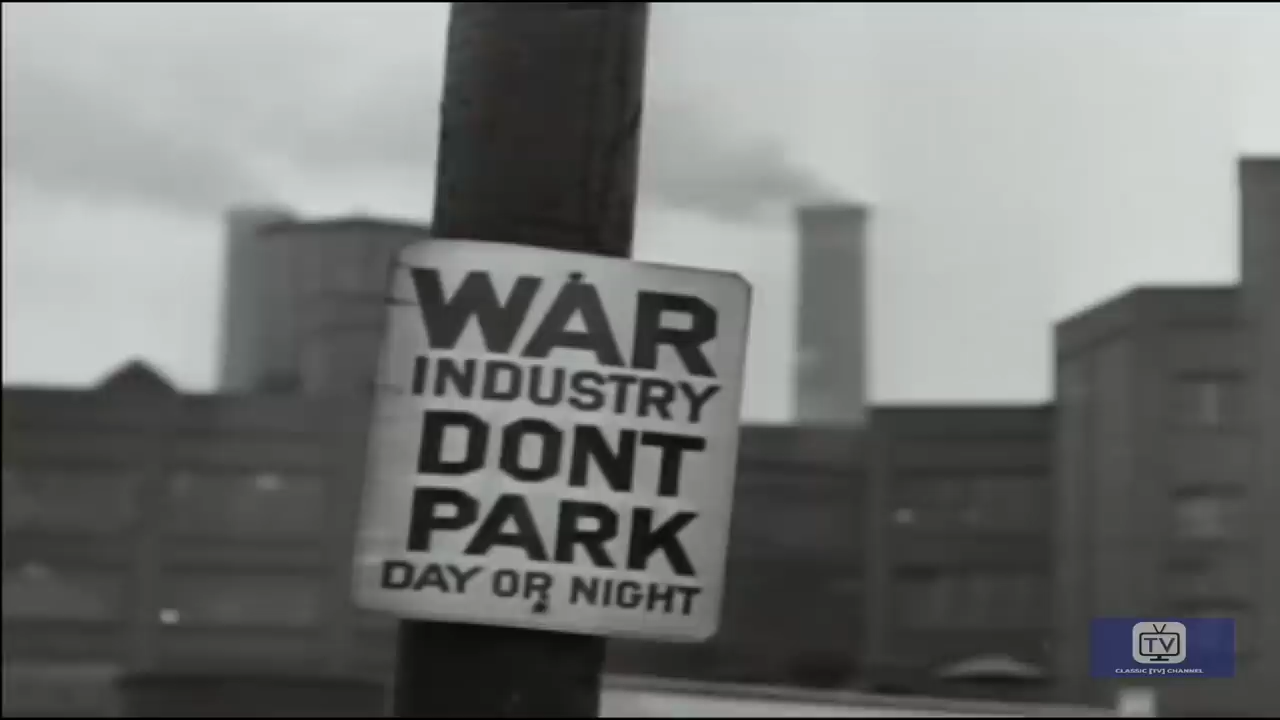 WAR
INDUSTRY
DONT
PARK
DAY OR NIGHT
TV
CLASSIC [TV] CHANNEL